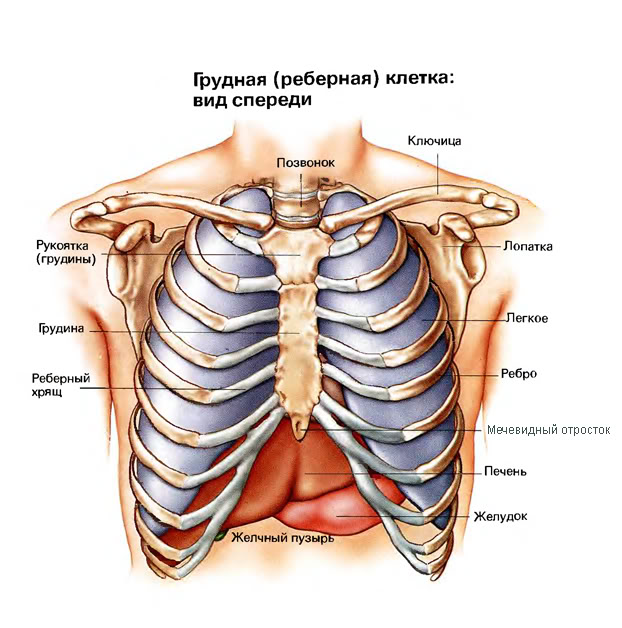 Грудная (реберная) клетка:
вид спереди
Ключица
Позвонок
Рукоятка
(грудины)
Лопатка
Грудина
Легкое
Реберный
хрящ
Ребро
Мечевидный отросток
Печень
Желудок
Желчный пузырь